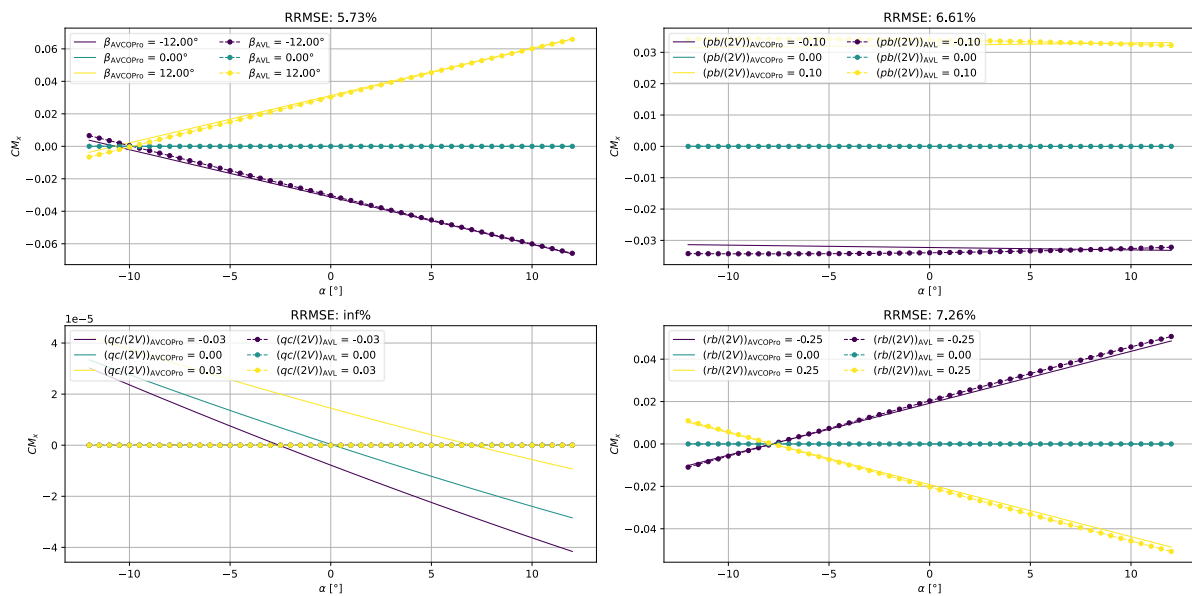 RRMSE: 5.73%
β_AVCOPro = -12.00° β_AVL = -12.00°
β_AVCOPro = 0.00° β_AVL = 0.00°
β_AVCOPro = 12.00° β_AVL = 12.00°
0.06
0.04
0.02
0.00
−0.02
−0.04
−0.06
CM_x
−10 −5 0 5 10
α [°]
RRMSE: 6.61%
(pb/(2V))_AVCOPro = -0.10 (pb/(2V))_AVL = -0.10
(pb/(2V))_AVCOPro = 0.00 (pb/(2V))_AVL = 0.00
(pb/(2V))_AVCOPro = 0.10 (pb/(2V))_AVL = 0.10
0.03
0.02
0.01
0.00
−0.01
−0.02
−0.03
CM_x
−10 −5 0 5 10
α [°]
RRMSE: inf%
1e−5
(qc/(2V))_AVCOPro = -0.03 (qc/(2V))_AVL = -0.03
(qc/(2V))_AVCOPro = 0.00 (qc/(2V))_AVL = 0.00
(qc/(2V))_AVCOPro = 0.03 (qc/(2V))_AVL = 0.03
4
2
0
−2
−4
CM_x
−10 −5 0 5 10
α [°]
RRMSE: 7.26%
(rb/(2V))_AVCOPro = -0.25 (rb/(2V))_AVL = -0.25
(rb/(2V))_AVCOPro = 0.00 (rb/(2V))_AVL = 0.00
(rb/(2V))_AVCOPro = 0.25 (rb/(2V))_AVL = 0.25
0.04
0.02
0.00
−0.02
−0.04
CM_x
−10 −5 0 5 10
α [°]